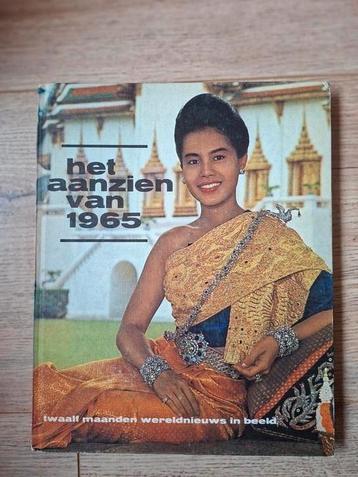 het
aanzien
van
1965
twaalf maanden wereldnieuws in beeld